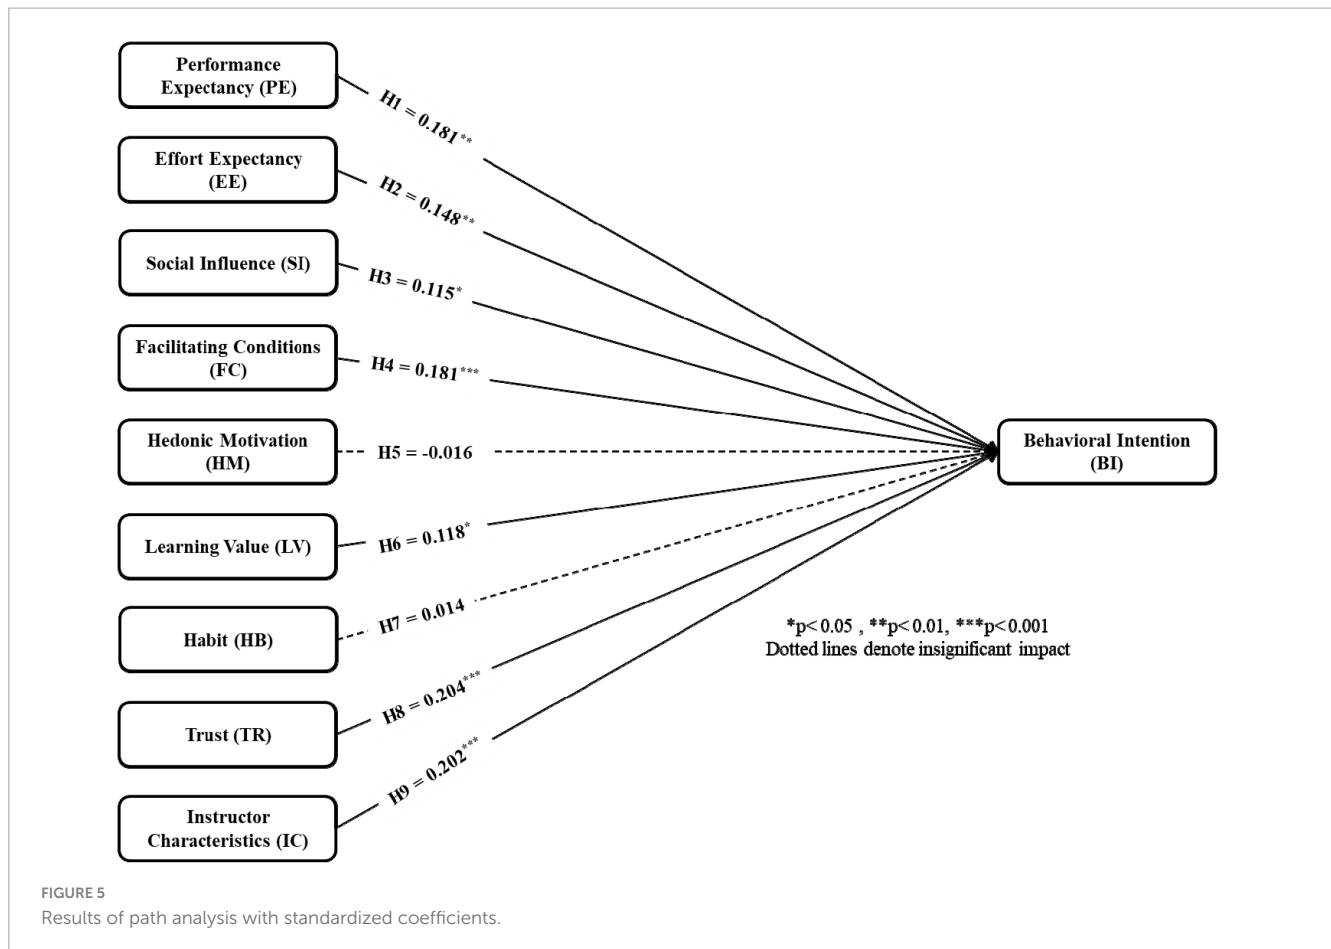 Performance
Expectancy (PE)
H1 = 0.181**
Effort Expectancy
(EE)
H2 = 0.148**
Social Influence (SI)
H3 = 0.115*
Facilitating Conditions
(FC)
H4 = 0.181***
Hedonic Motivation
(HM)
H5 = -0.016
Behavioral Intention
(BI)
Learning Value (LV)
H6 = 0.118*
Habit (HB)
H7 = 0.014
*p< 0.05 , **p< 0.01, ***p< 0.001
Dotted lines denote insignificant impact
Trust (TR)
H8 = 0.204***
Instructor
Characteristics (IC)
H9 = 0.202***
FIGURE 5
Results of path analysis with standardized coefficients.